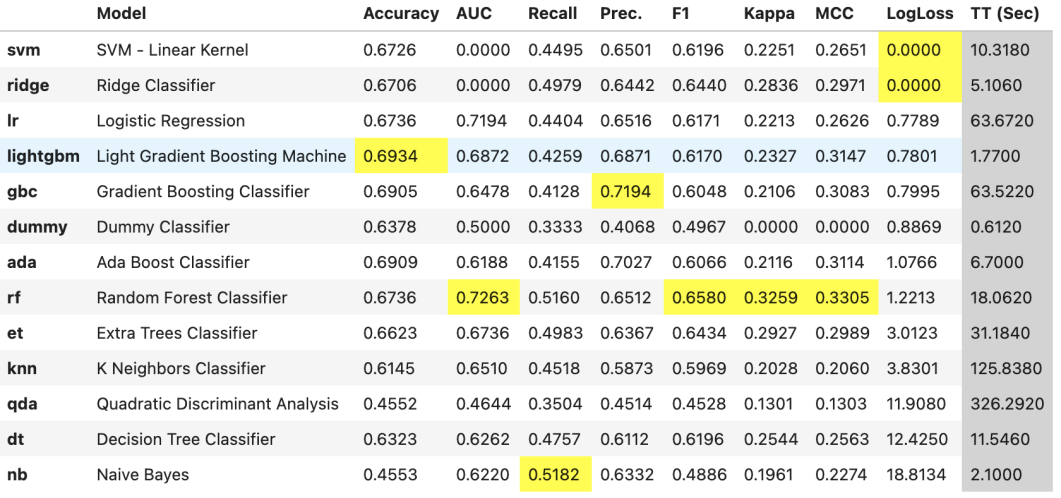 Model Accuracy AUC Recall Prec. F1 Kappa MCC LogLoss TT (Sec)
svm SVM - Linear Kernel 0.6726 0.0000 0.4495 0.6501 0.6196 0.2251 0.2651 0.0000 10.3180
ridge Ridge Classifier 0.6706 0.0000 0.4979 0.6442 0.6440 0.2836 0.2971 0.0000 5.1060
lr Logistic Regression 0.6736 0.7194 0.4404 0.6516 0.6171 0.2213 0.2626 0.7789 63.6720
lightgbm Light Gradient Boosting Machine 0.6934 0.6872 0.4259 0.6871 0.6170 0.2327 0.3147 0.7801 1.7700
gbc Gradient Boosting Classifier 0.6905 0.6478 0.4128 0.7194 0.6048 0.2106 0.3083 0.7995 63.5220
dummy Dummy Classifier 0.6378 0.5000 0.3333 0.4068 0.4967 0.0000 0.0000 0.8869 0.6120
ada Ada Boost Classifier 0.6909 0.6188 0.4155 0.7027 0.6066 0.2116 0.3114 1.0766 6.7000
rf Random Forest Classifier 0.6736 0.7263 0.5160 0.6512 0.6580 0.3259 0.3305 1.2213 18.0620
et Extra Trees Classifier 0.6623 0.6736 0.4983 0.6367 0.6434 0.2927 0.2989 3.0123 31.1840
knn K Neighbors Classifier 0.6145 0.6510 0.4518 0.5873 0.5969 0.2028 0.2060 3.8301 125.8380
qda Quadratic Discriminant Analysis 0.4552 0.4644 0.3504 0.4514 0.4528 0.1301 0.1303 11.9080 326.2920
dt Decision Tree Classifier 0.6323 0.6262 0.4757 0.6112 0.6196 0.2544 0.2563 12.4250 11.5460
nb Naive Bayes 0.4553 0.6220 0.5182 0.6332 0.4886 0.1961 0.2274 18.8134 2.1000